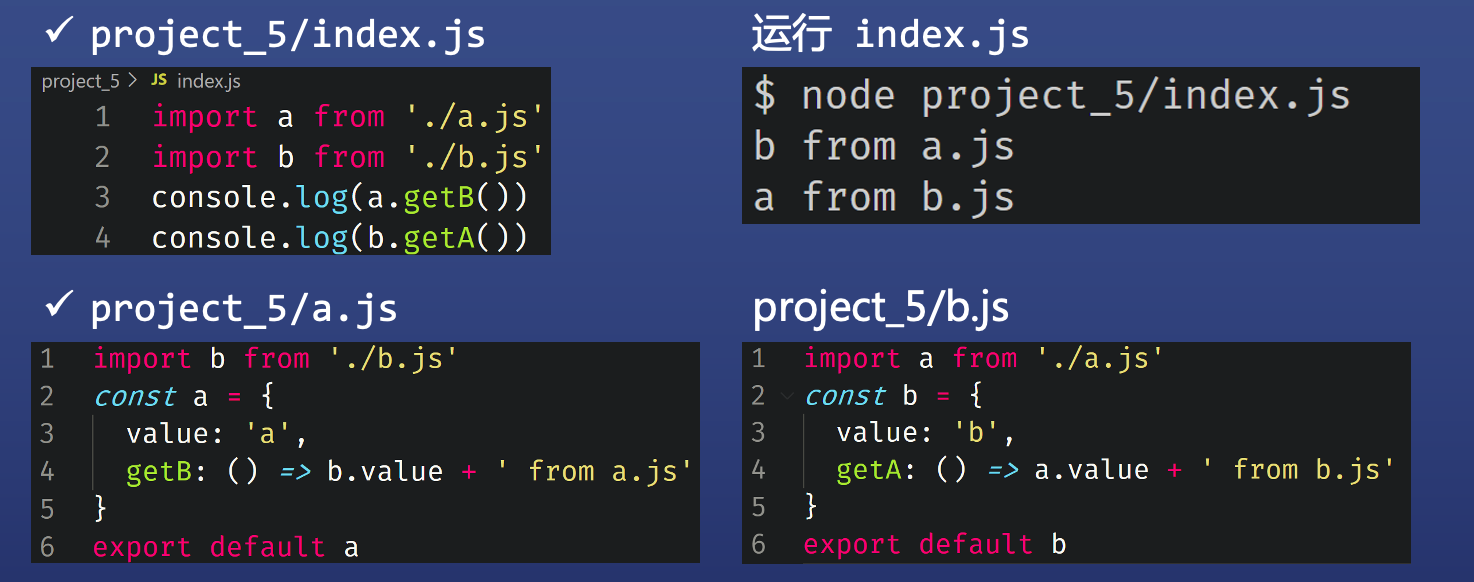 ✓ project_5/index.js
project_5 > JS index.js
1 import a from './a.js'
2 import b from './b.js'
3 console.log(a.getB())
4 console.log(b.getA())
运行 index.js
$ node project_5/index.js
b from a.js
a from b.js
✓ project_5/a.js
1 import b from './b.js'
2 const a = {
3   value: 'a',
4   getB: () => b.value + ' from a.js'
5 }
6 export default a
project_5/b.js
1 import a from './a.js'
2 const b = {
3   value: 'b',
4   getA: () => a.value + ' from b.js'
5 }
6 export default b